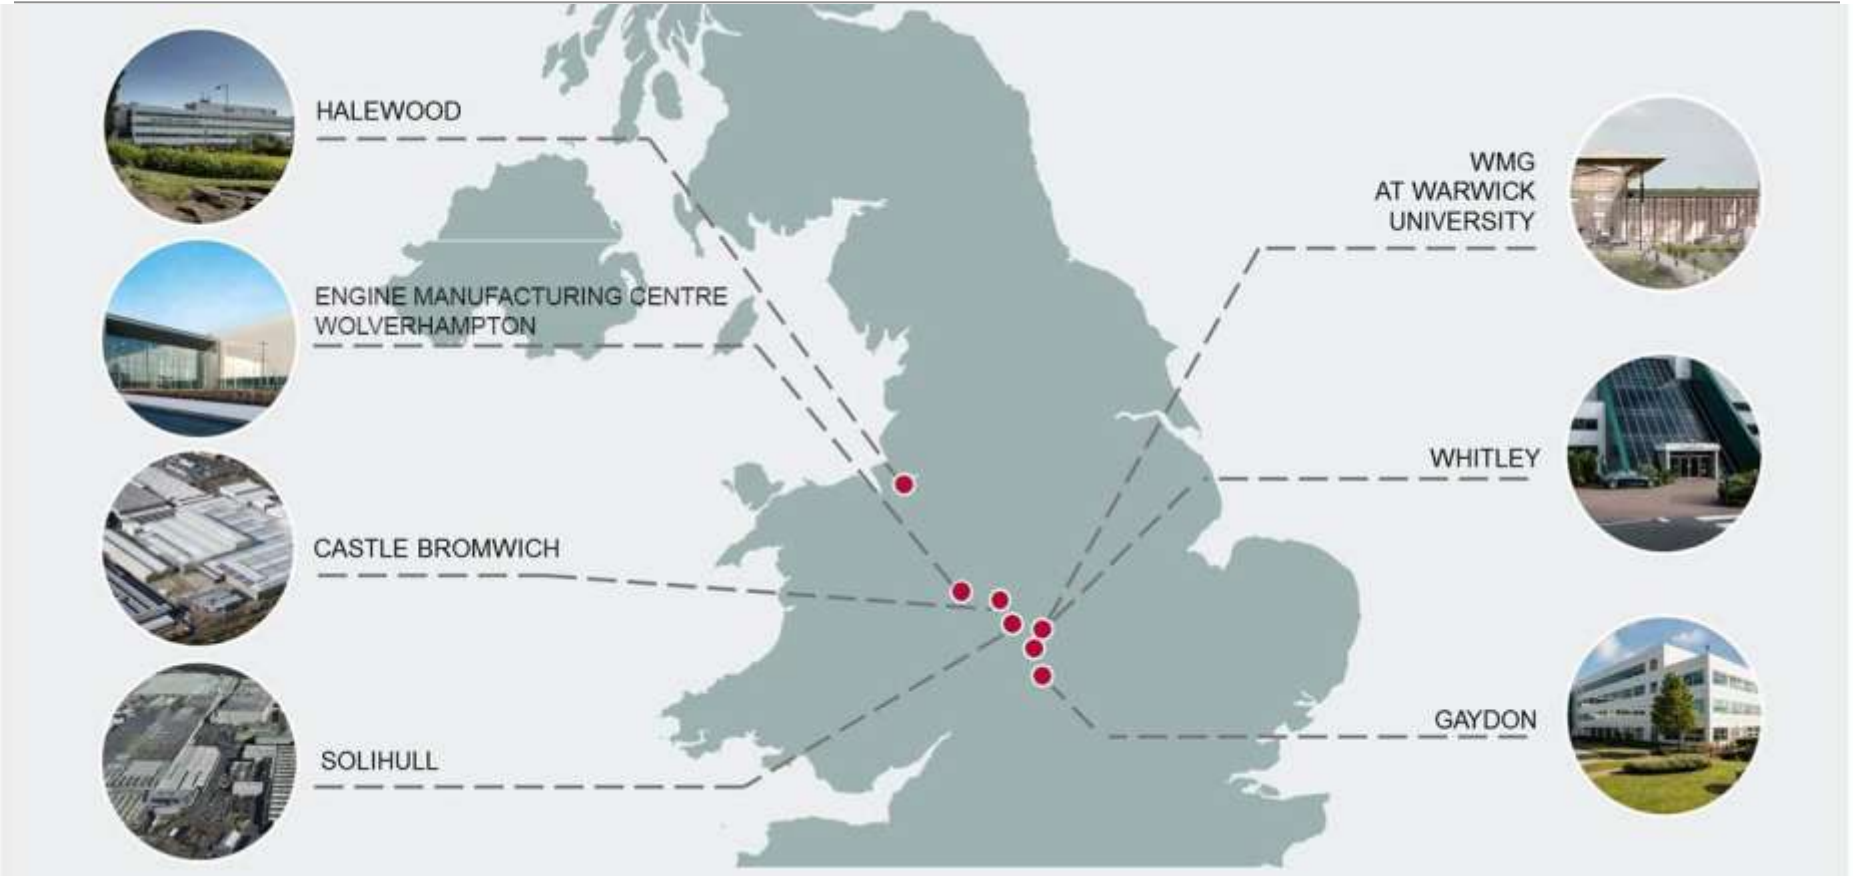 HALEWOOD
ENGINE MANUFACTURING CENTRE
WOLVERHAMPTON
CASTLE BROMWICH
SOLIHULL
WMG
AT WARWICK
UNIVERSITY
WHITLEY
GAYDON